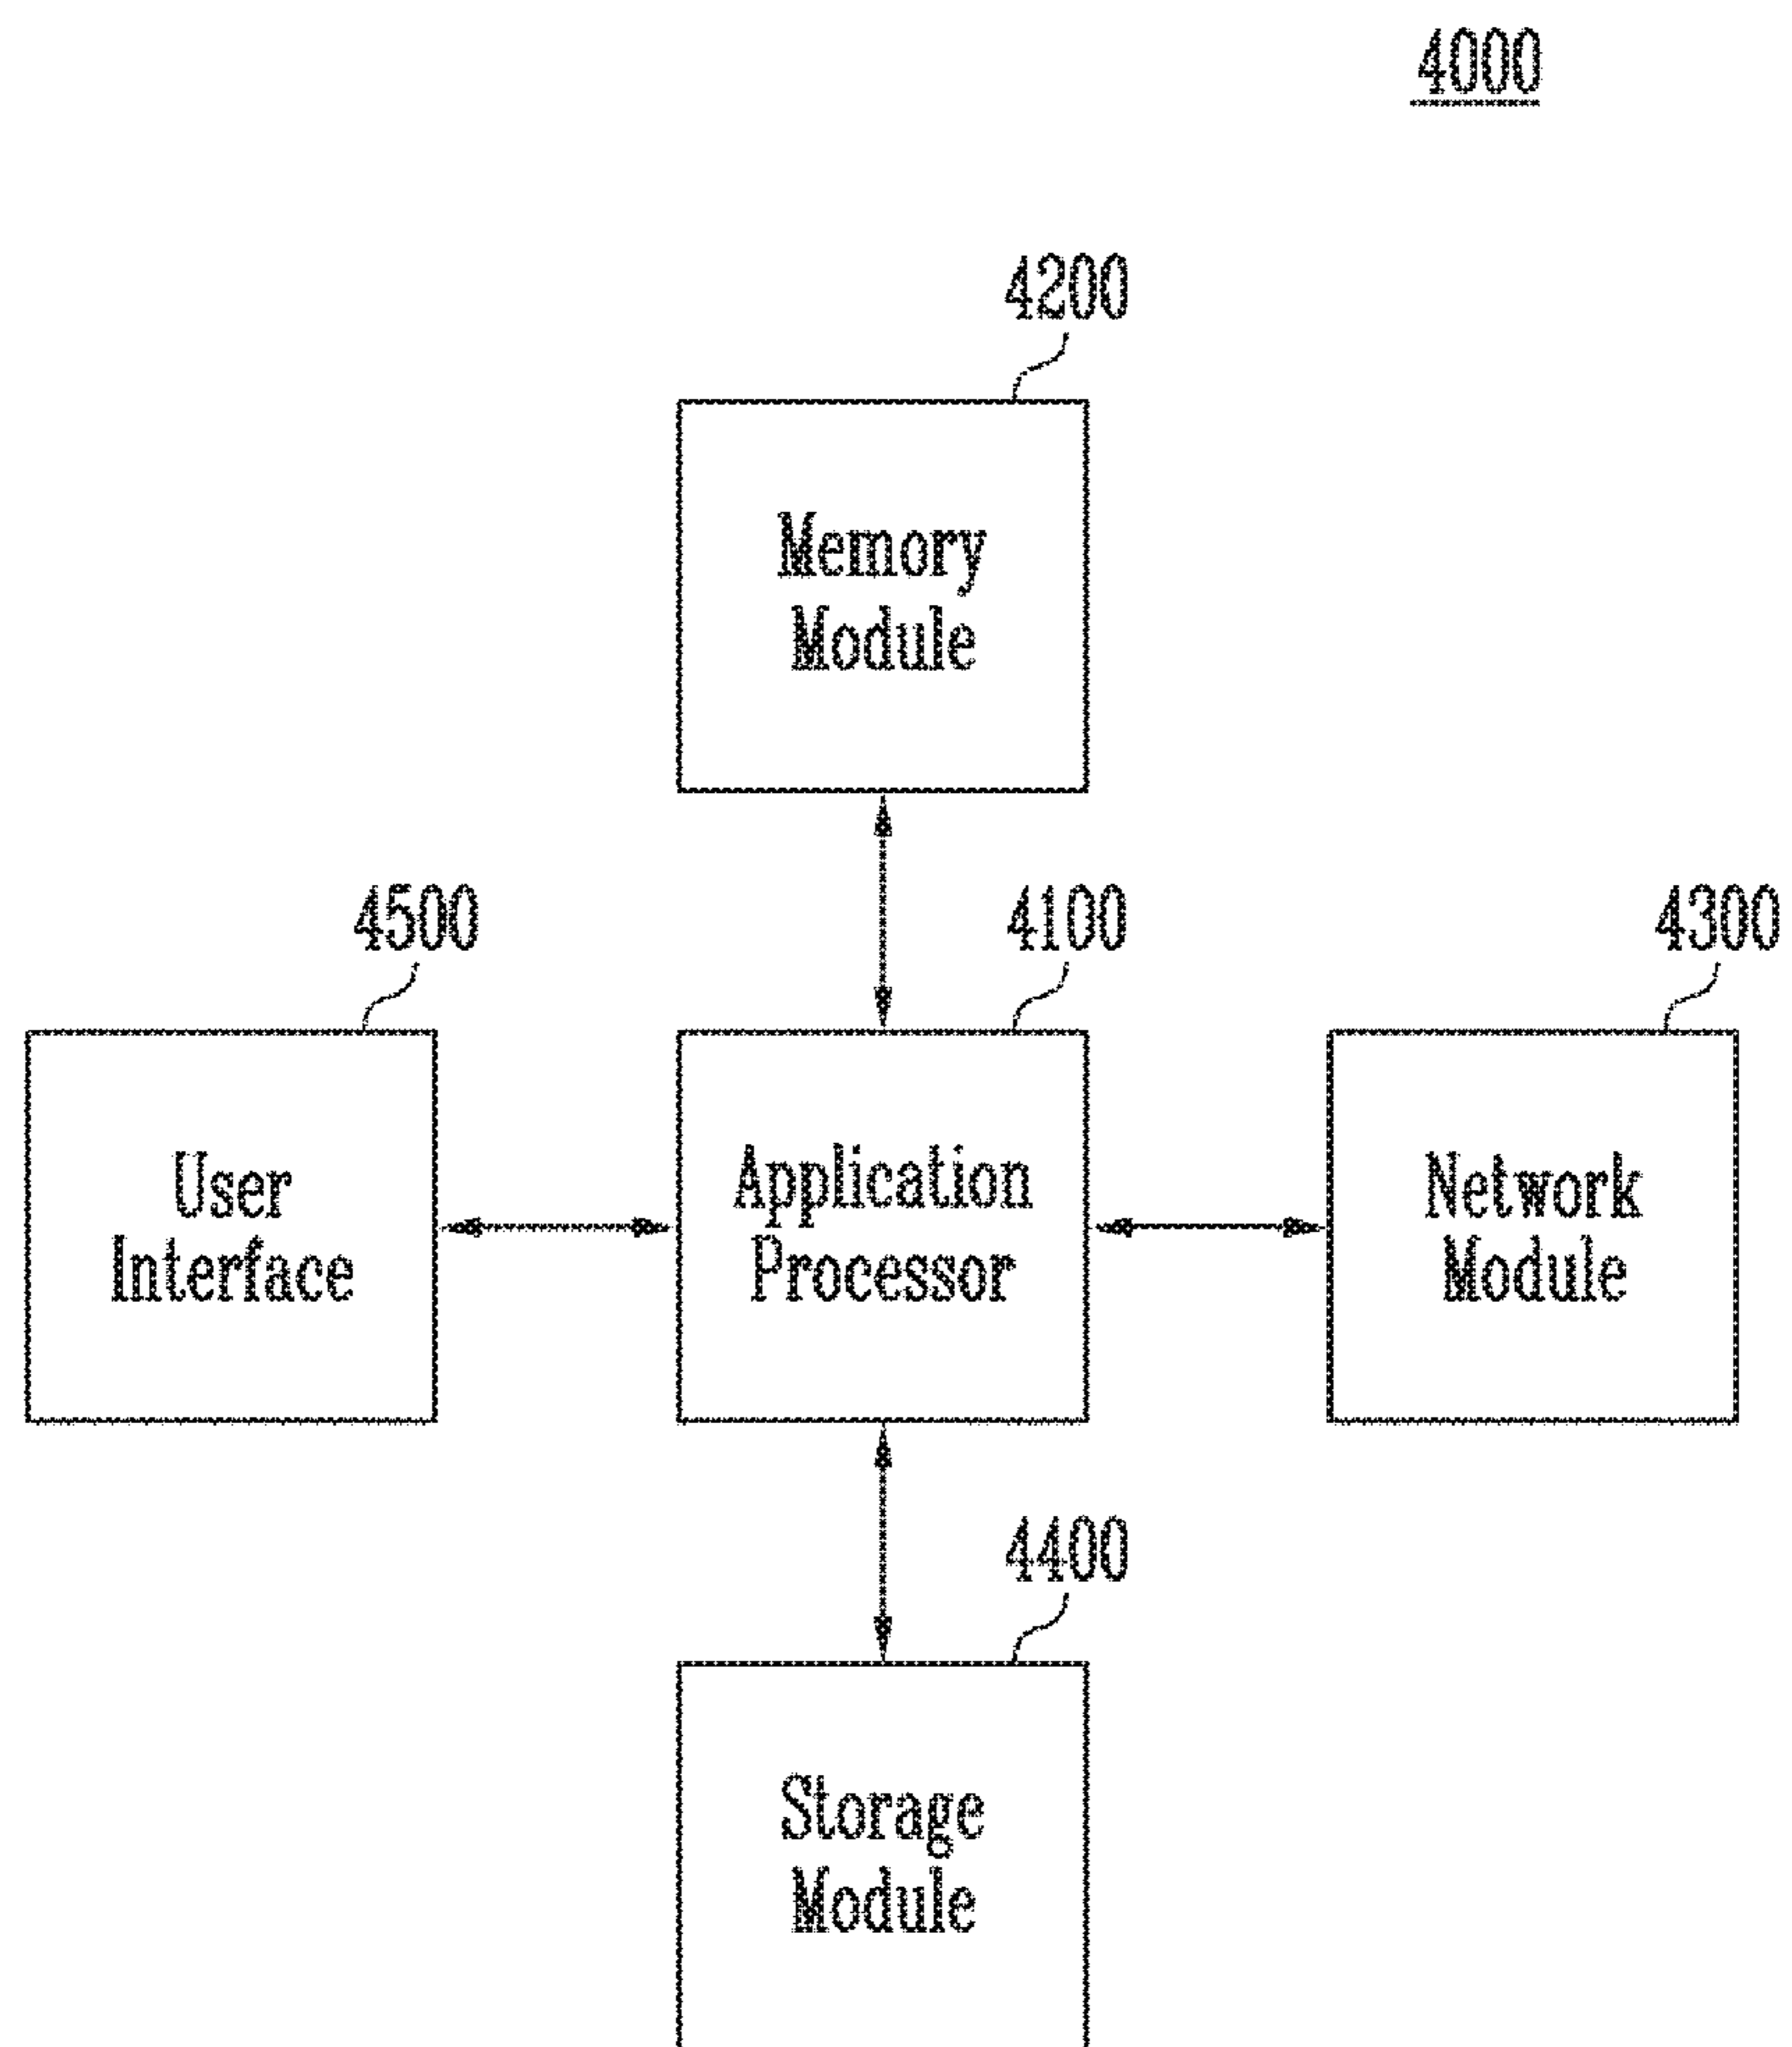 4000
4200
Memory
Module
4500
4100
4300
User
Interface
Application
Processor
Network
Module
4400
Storage
Module